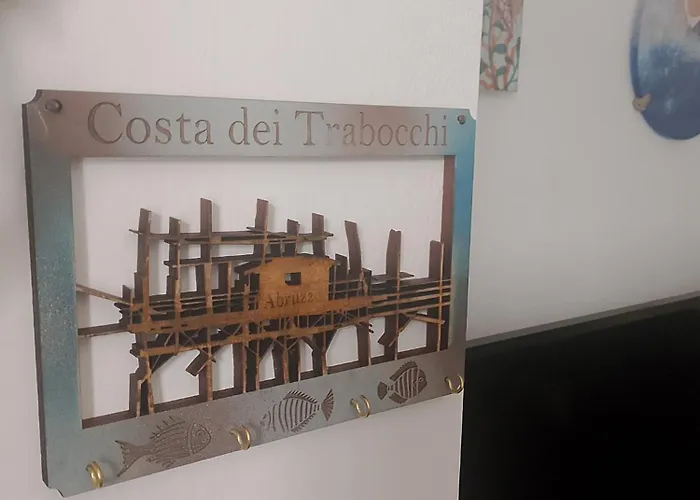 Costa dei Trabocchi
Abruzzo